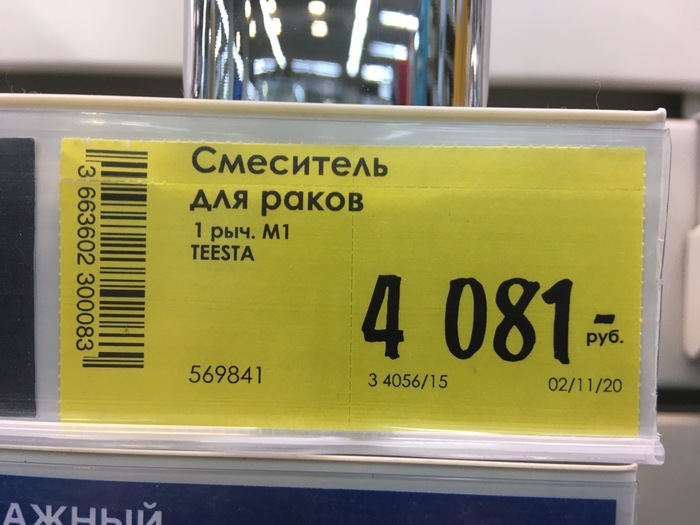 Смеситель
для раков
1 рыч. М1
TEESTA
4 081-
руб.
569841
3 4056/15
02/11/20
3 663602 300083
АЖНЫЙ